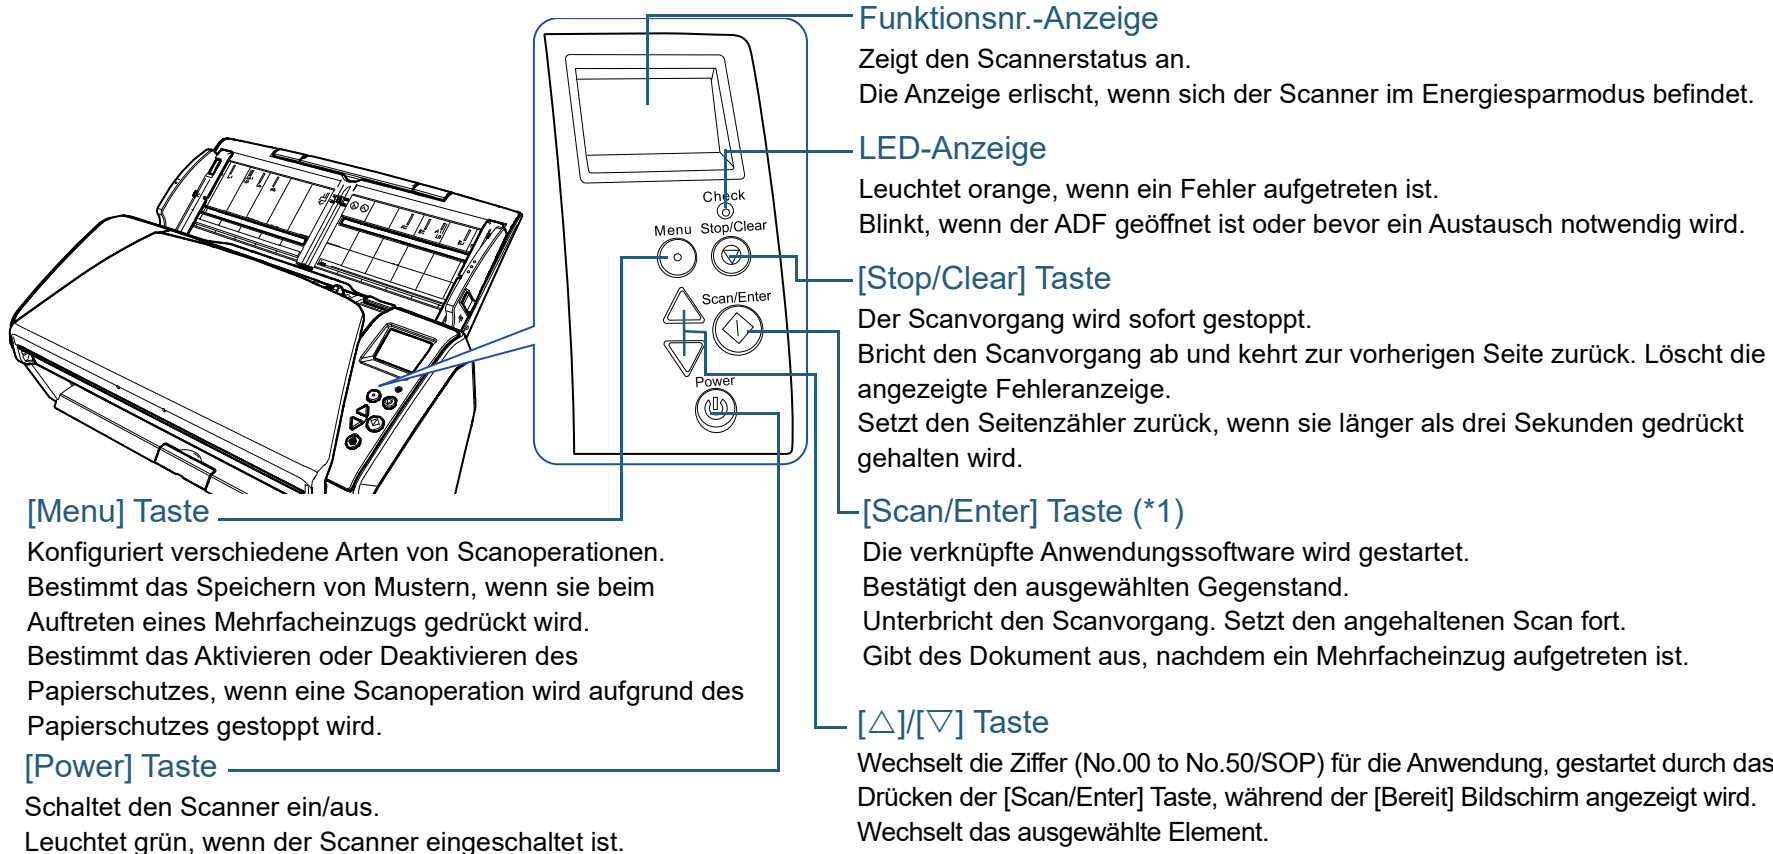 Funktionsnr.-Anzeige
Zeigt den Scannerstatus an.
Die Anzeige erlischt, wenn sich der Scanner im Energiesparmodus befindet.
LED-Anzeige
Leuchtet orange, wenn ein Fehler aufgetreten ist.
Blinkt, wenn der ADF geöffnet ist oder bevor ein Austausch notwendig wird.
Check
Menu Stop/Clear
Scan/Enter
Power
[Stop/Clear] Taste
Der Scanvorgang wird sofort gestoppt.
Bricht den Scanvorgang ab und kehrt zur vorherigen Seite zurück. Löscht die
angezeigte Fehleranzeige.
Setzt den Seitenzähler zurück, wenn sie länger als drei Sekunden gedrückt
gehalten wird.
[Menu] Taste
Konfiguriert verschiedene Arten von Scanoperationen.
Bestimmt das Speichern von Mustern, wenn sie beim
Auftreten eines Mehrfacheinzugs gedrückt wird.
Bestimmt das Aktivieren oder Deaktivieren des
Papierschutzes, wenn eine Scanoperation wird aufgrund des
Papierschutzes gestoppt wird.
[Power] Taste
Schaltet den Scanner ein/aus.
Leuchtet grün, wenn der Scanner eingeschaltet ist.
[Scan/Enter] Taste (*1)
Die verknüpfte Anwendungssoftware wird gestartet.
Bestätigt den ausgewählten Gegenstand.
Unterbricht den Scanvorgang. Setzt den angehaltenen Scan fort.
Gibt des Dokument aus, nachdem ein Mehrfacheinzug aufgetreten ist.
[△]/[▽] Taste
Wechselt die Ziffer (No.00 to No.50/SOP) für die Anwendung, gestartet durch das
Drücken der [Scan/Enter] Taste, während der [Bereit] Bildschirm angezeigt wird.
Wechselt das ausgewählte Element.